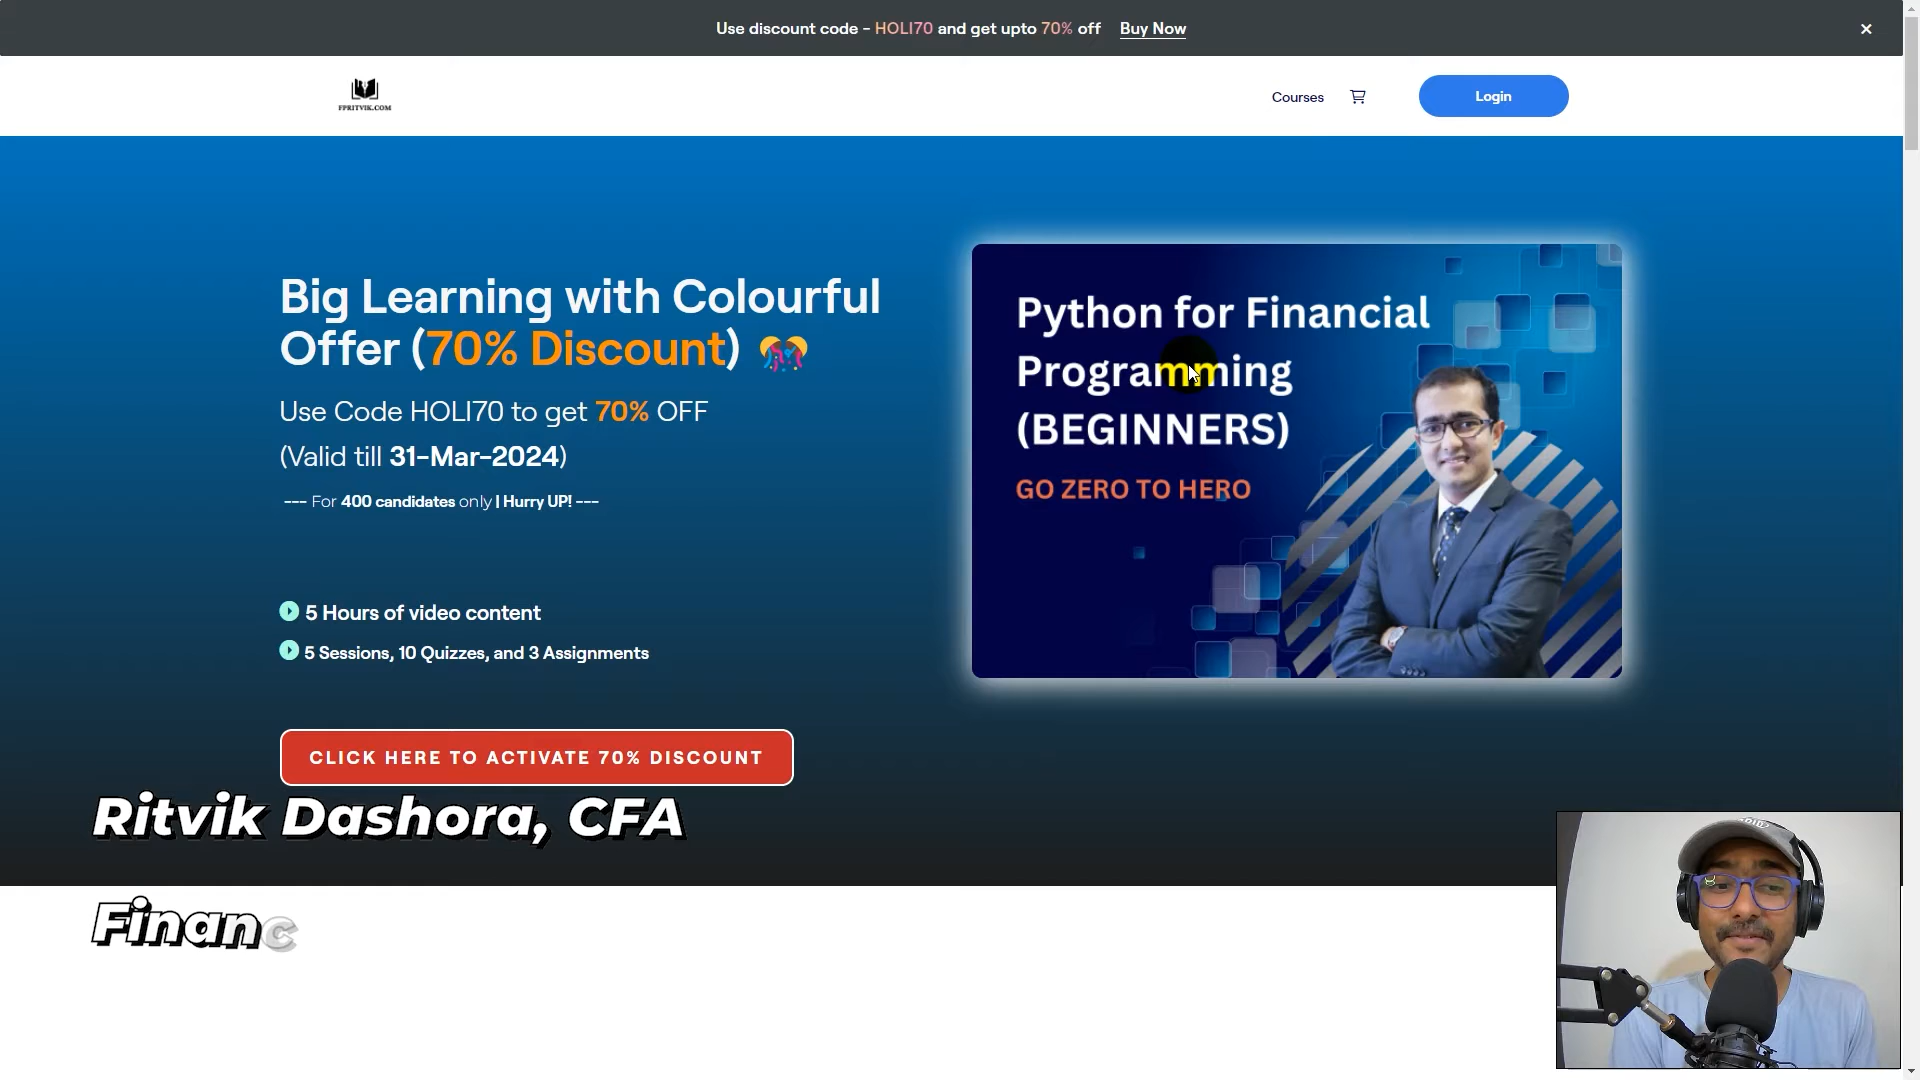 Use discount code - HOLI70 and get upto 70% off Buy Now
FPRITVIK.COM
Courses
Login
Big Learning with Colourful
Offer (70% Discount)
Use Code HOLI70 to get 70% OFF
(Valid till 31-Mar-2024)
--- For 400 candidates only | Hurry UP! ---
5 Hours of video content
5 Sessions, 10 Quizzes, and 3 Assignments
CLICK HERE TO ACTIVATE 70% DISCOUNT
Python for Financial
Programming
(BEGINNERS)
GO ZERO TO HERO
Ritvik Dashora, CFA
Financ